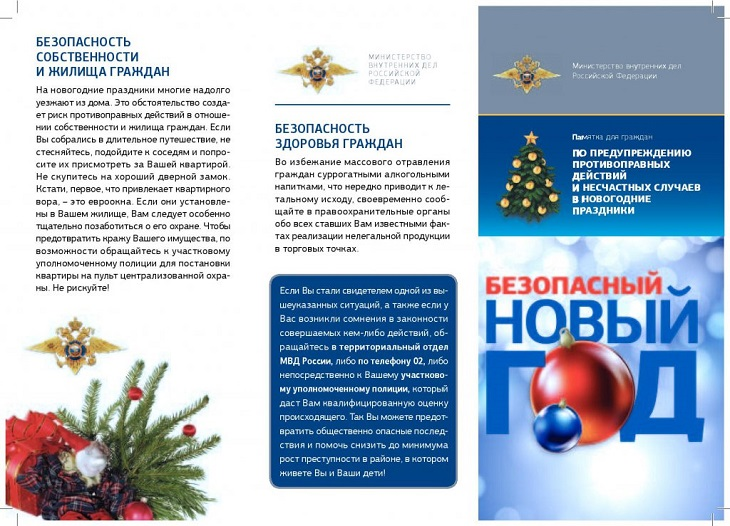 БЕЗОПАСНОСТЬ
СОБСТВЕННОСТИ
И ЖИЛИЩА ГРАЖДАН
На новогодние праздники многие надолго
уезжают из дома. Это обстоятельство созда-
ет риск противоправных действий в отноше-
нии собственности и жилища граждан. Если
Вы собрались в длительное путешествие, не
стесняйтесь, подойдите к соседям и попро-
сите их присмотреть за Вашей квартирой.
Не скупитесь на хороший дверной замок.
Кстати, первое, что привлекает квартирного
вора, – это евроокна. Если они установле-
ны в Вашем жилище, Вам следует особенно
тщательно позаботиться о его охране. Чтобы
предотвратить кражу Вашего имущества, по
возможности обращайтесь к участковому
уполномоченному полиции для постановки
квартиры на пульт централизованной охра-
ны. Не рискуйте!
МИНИСТЕРСТВО
ВНУТРЕННИХ ДЕЛ
РОССИЙСКОЙ
ФЕДЕРАЦИИ
БЕЗОПАСНОСТЬ
ЗДОРОВЬЯ ГРАЖДАН
Во избежание массового отравления
граждан суррогатными алкогольными
напитками, что нередко приводит к ле-
тальному исходу, своевременно сооб-
щайте в правоохранительные органы
обо всех ставших Вам известными фак-
тах реализации нелегальной продукции
в торговых точках.
Если Вы стали свидетелем одной из вы-
шеуказанных ситуаций, а также если у
Вас возникли сомнения в законности
совершаемых кем-либо действий, об-
ращайтесь в территориальный отдел
МВД России, либо по телефону 02, либо
непосредственно к Вашему участково-
му уполномоченному полиции, который
даст Вам квалифицированную оценку
происходящего. Так Вы можете предот-
вратить общественно опасные послед-
ствия и помочь снизить до минимума
рост преступности в районе, в котором
живете Вы и Ваши дети!
Министерство внутренних дел
Российской Федерации
Памятка для граждан
ПО ПРЕДУПРЕЖДЕНИЮ
ПРОТИВОПРАВНЫХ
ДЕЙСТВИЙ
И НЕСЧАСТНЫХ СЛУЧАЕВ
В НОВОГОДНИЕ
ПРАЗДНИКИ
БЕЗОПАСНЫЙ
НОВЫЙ
ГОД